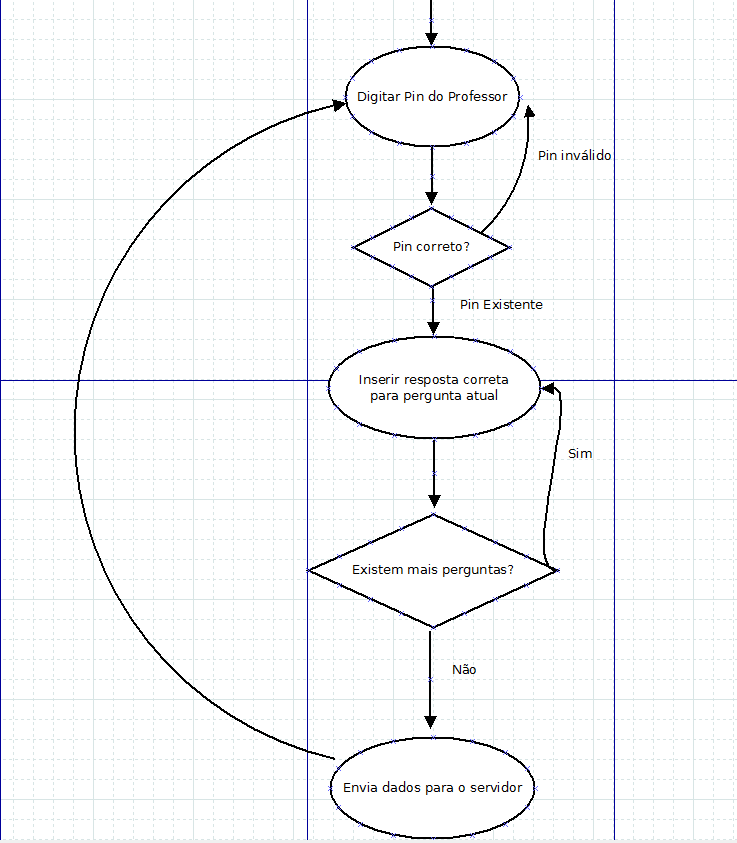 Digitar Pin do Professor
Pin inválido
Pin correto?
Pin Existente
Inserir resposta correta
para pergunta atual
Sim
Existem mais perguntas?
Não
Envia dados para o servidor